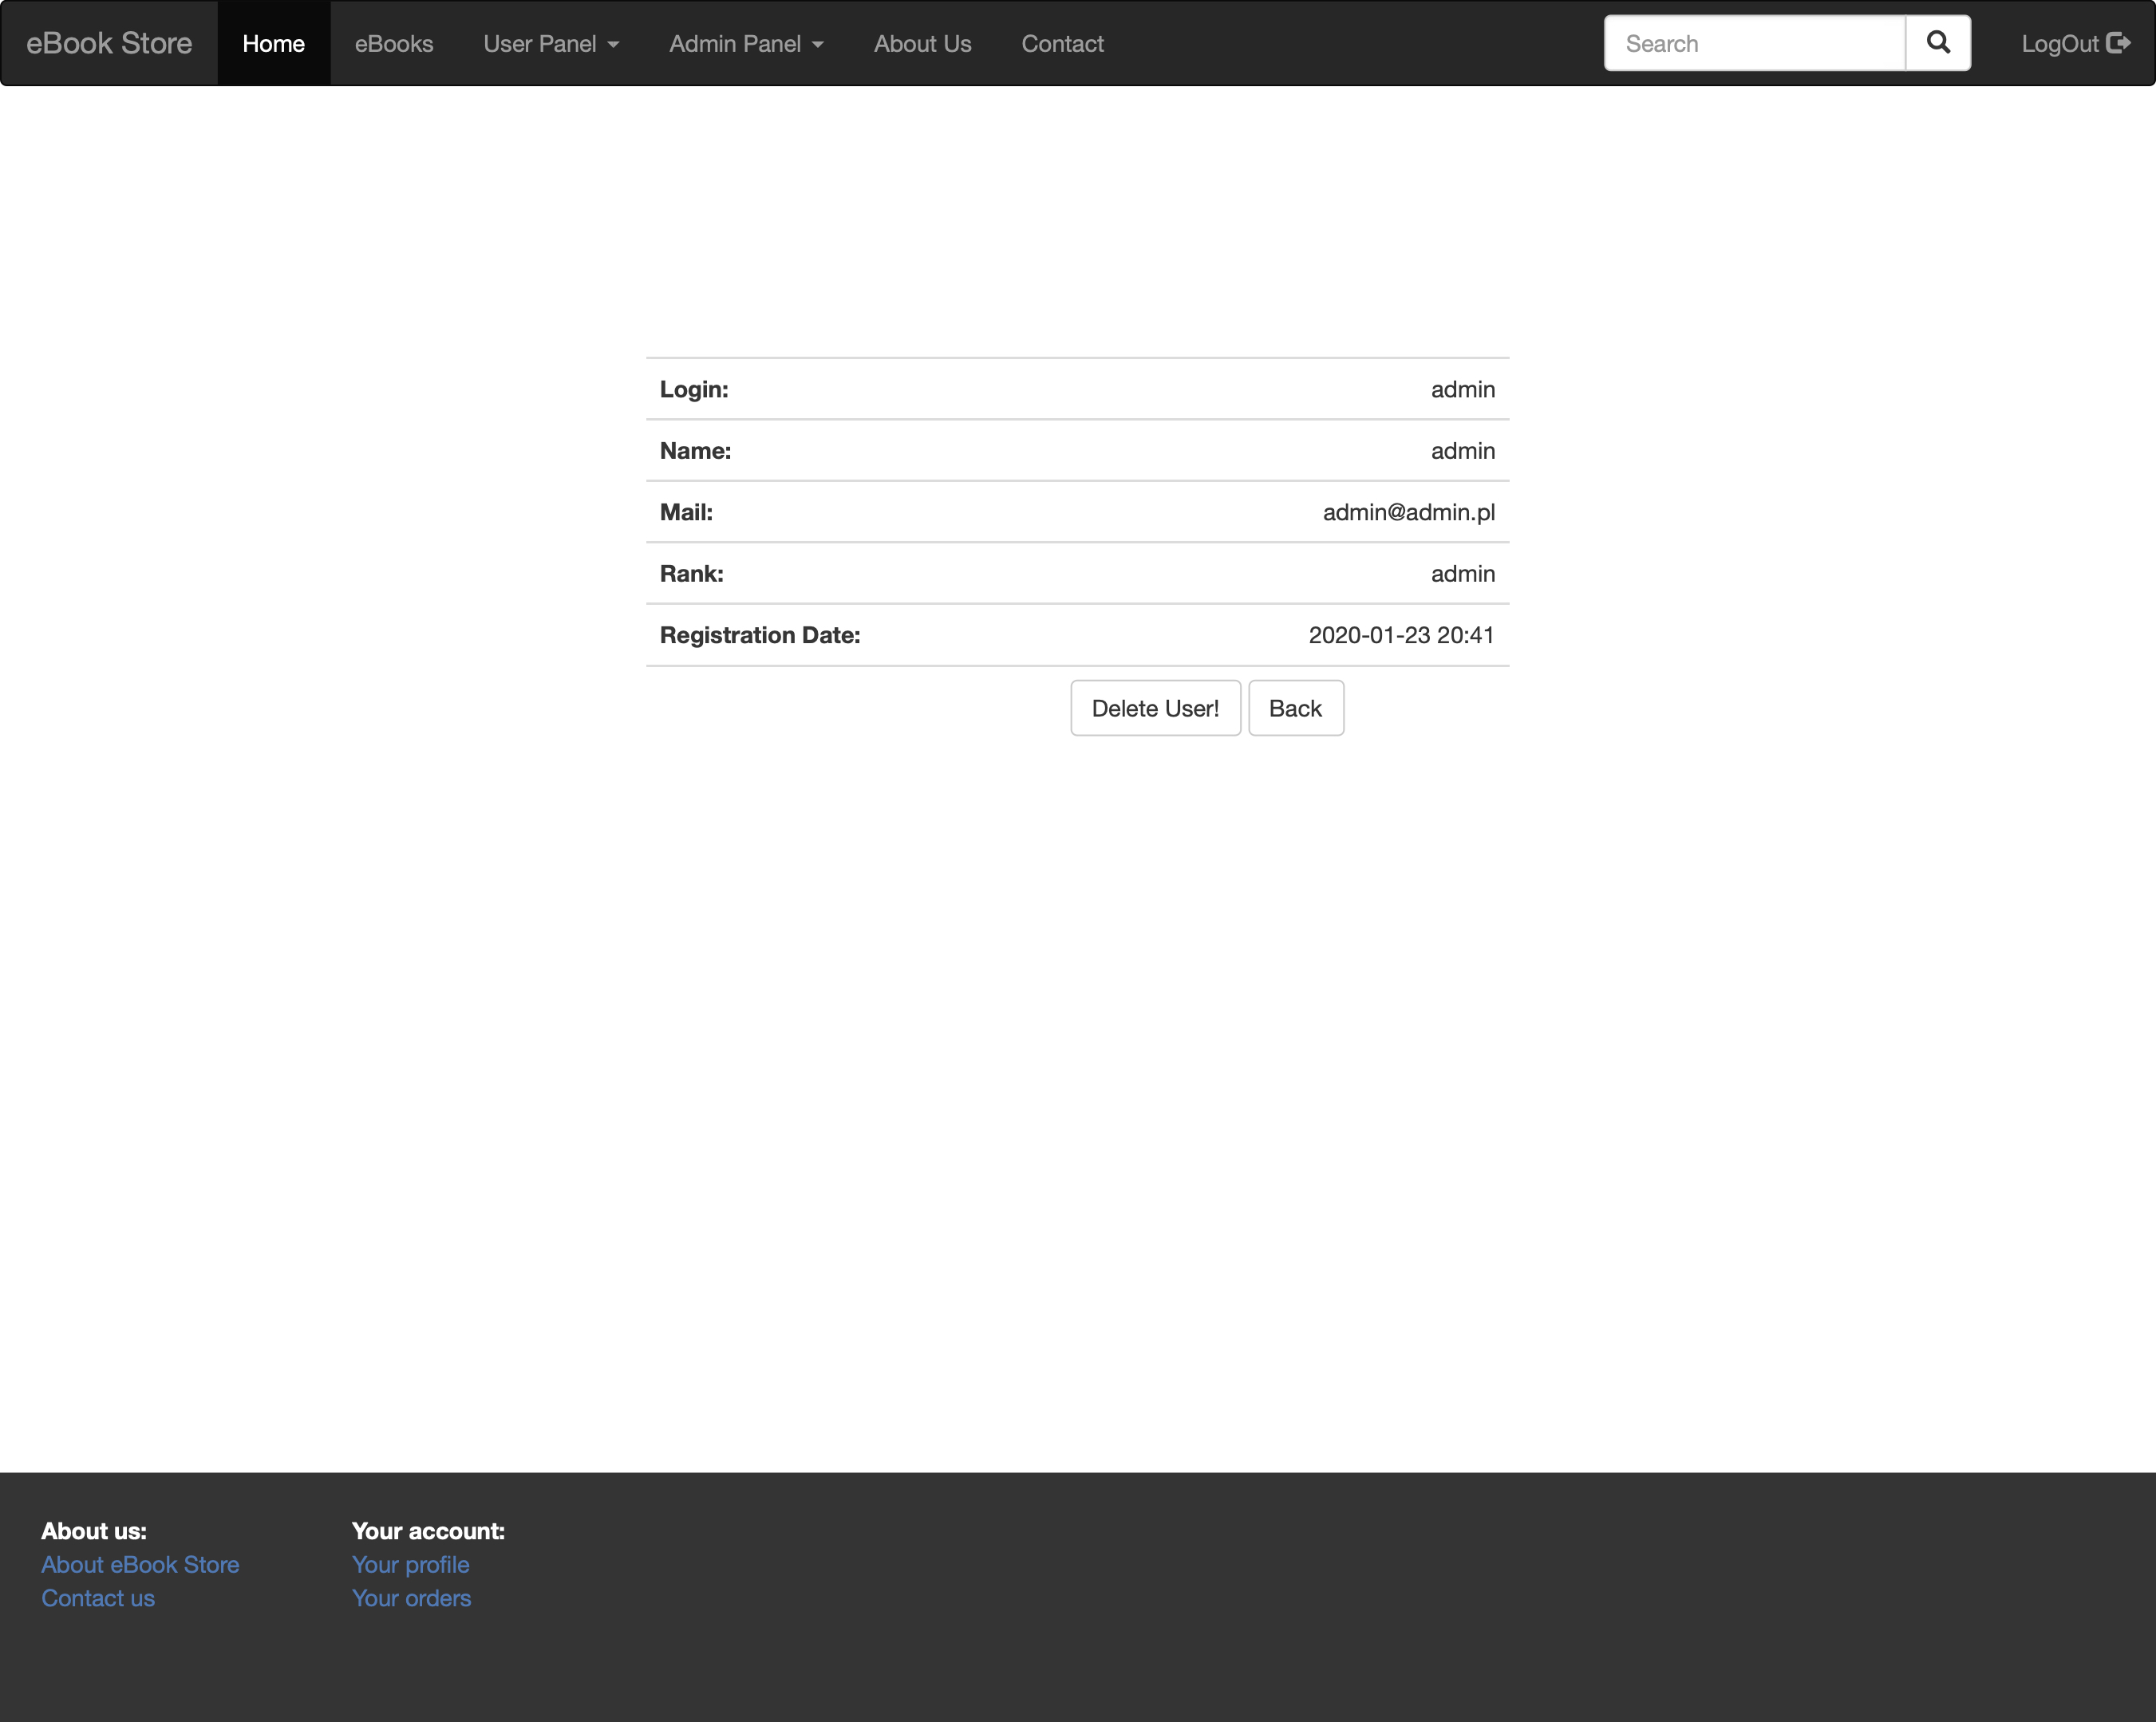 eBook Store Home eBooks User Panel Admin Panel About Us Contact Search LogOut
Login: admin
Name: admin
Mail: admin@admin.pl
Rank: admin
Registration Date: 2020-01-23 20:41
Delete User! Back
About us: Your account:
About eBook Store Your profile
Contact us Your orders